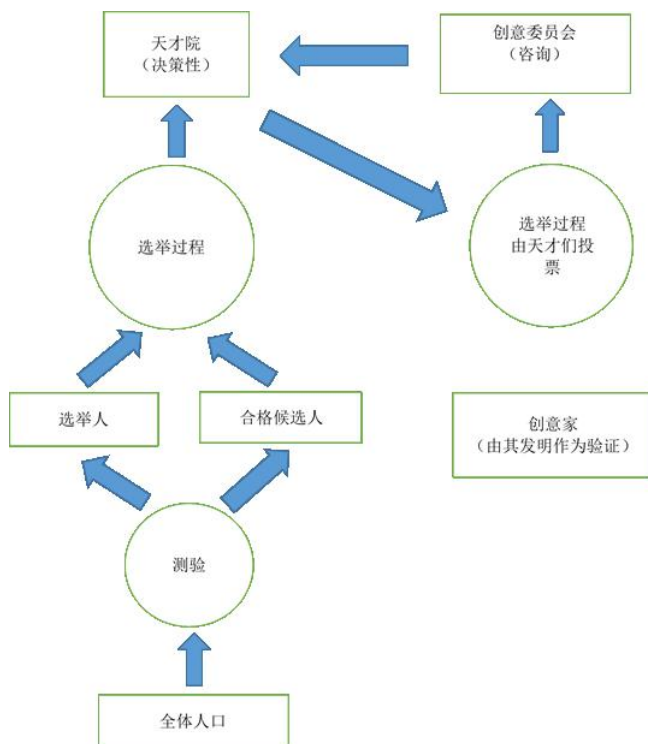 天才院
（决策性）
创意委员会
（咨询）
选举过程
选举过程
由天才们投
票
选举人
合格候选人
创意家
（由其发明作为验证）
测验
全体人口